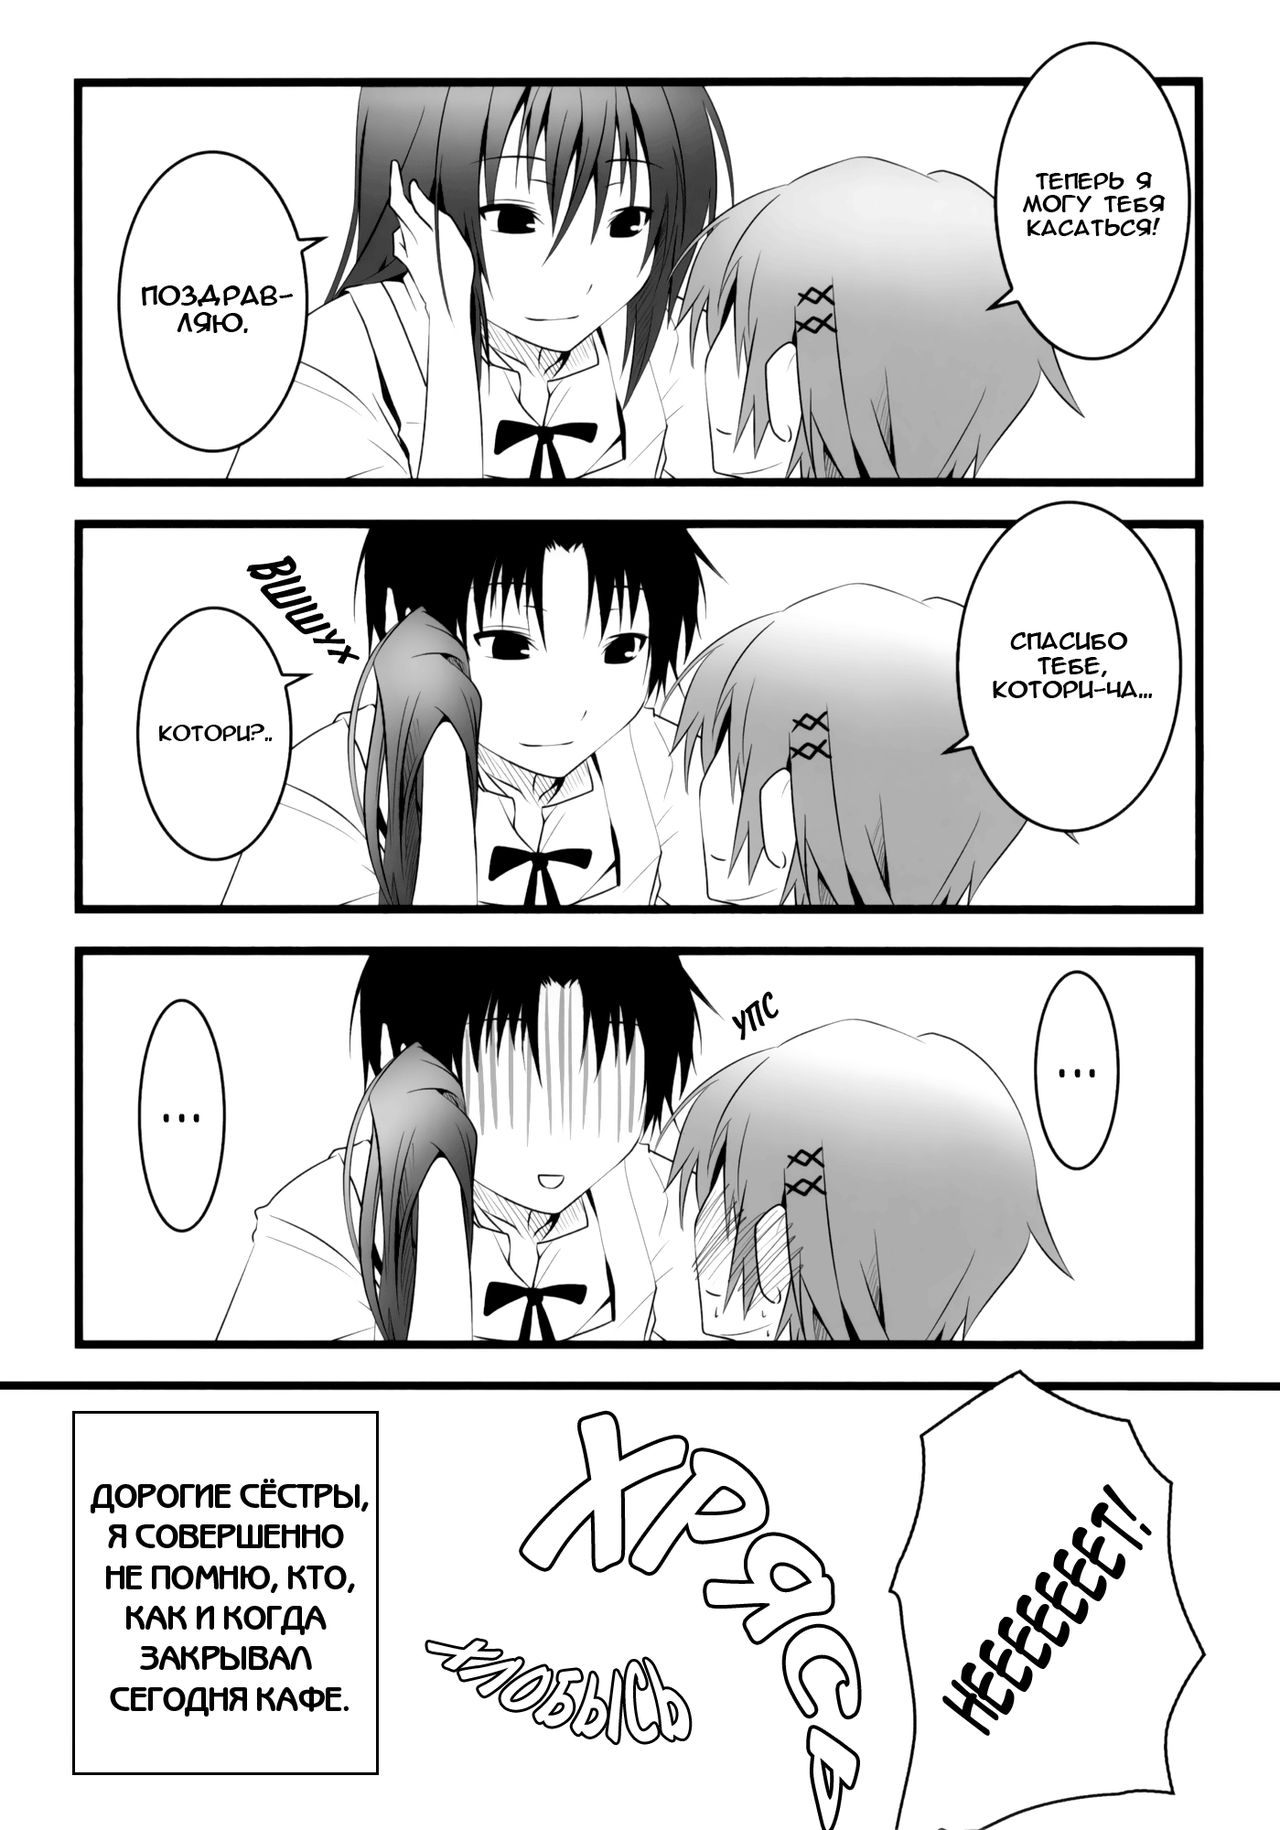 ТЕПЕРЬ Я
МОГУ ТЕБЯ
КАСАТЬСЯ!
ПОЗДРАВ-
ЛЯЮ.
СПАСИБО
ТЕБЕ,
КОТОРИ-ЧА...
ВШШУХ
КОТОРИ?..
...
УПС
...
НЕЕЕЕЕЕЕТ!
ХРЯСЬ
ХЛОБЫСЬ
ДОРОГИЕ СЁСТРЫ,
Я СОВЕРШЕННО
НЕ ПОМНЮ, КТО,
КАК И КОГДА
ЗАКРЫВАЛ
СЕГОДНЯ КАФЕ.